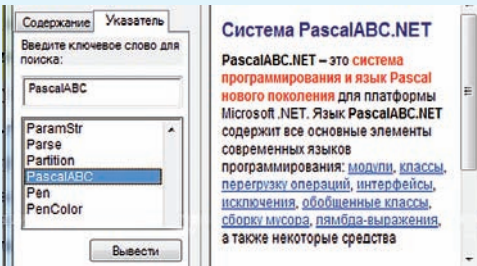 Содержание
Указатель
Введите ключевое слово для
поиска:
PascalABC
ParamStr
Parse
Partition
PascalABC
Pen
PenColor
Вывести
Система PascalABC.NET
PascalABC.NET – это система
программирования и язык Pascal
нового поколения для платформы
Microsoft .NET. Язык PascalABC.NET
содержит все основные элементы
современных языков
программирования: модули, классы,
перегрузку операций, интерфейсы,
исключения, обобщенные классы,
сборку мусора, лямбда-выражения,
а также некоторые средства